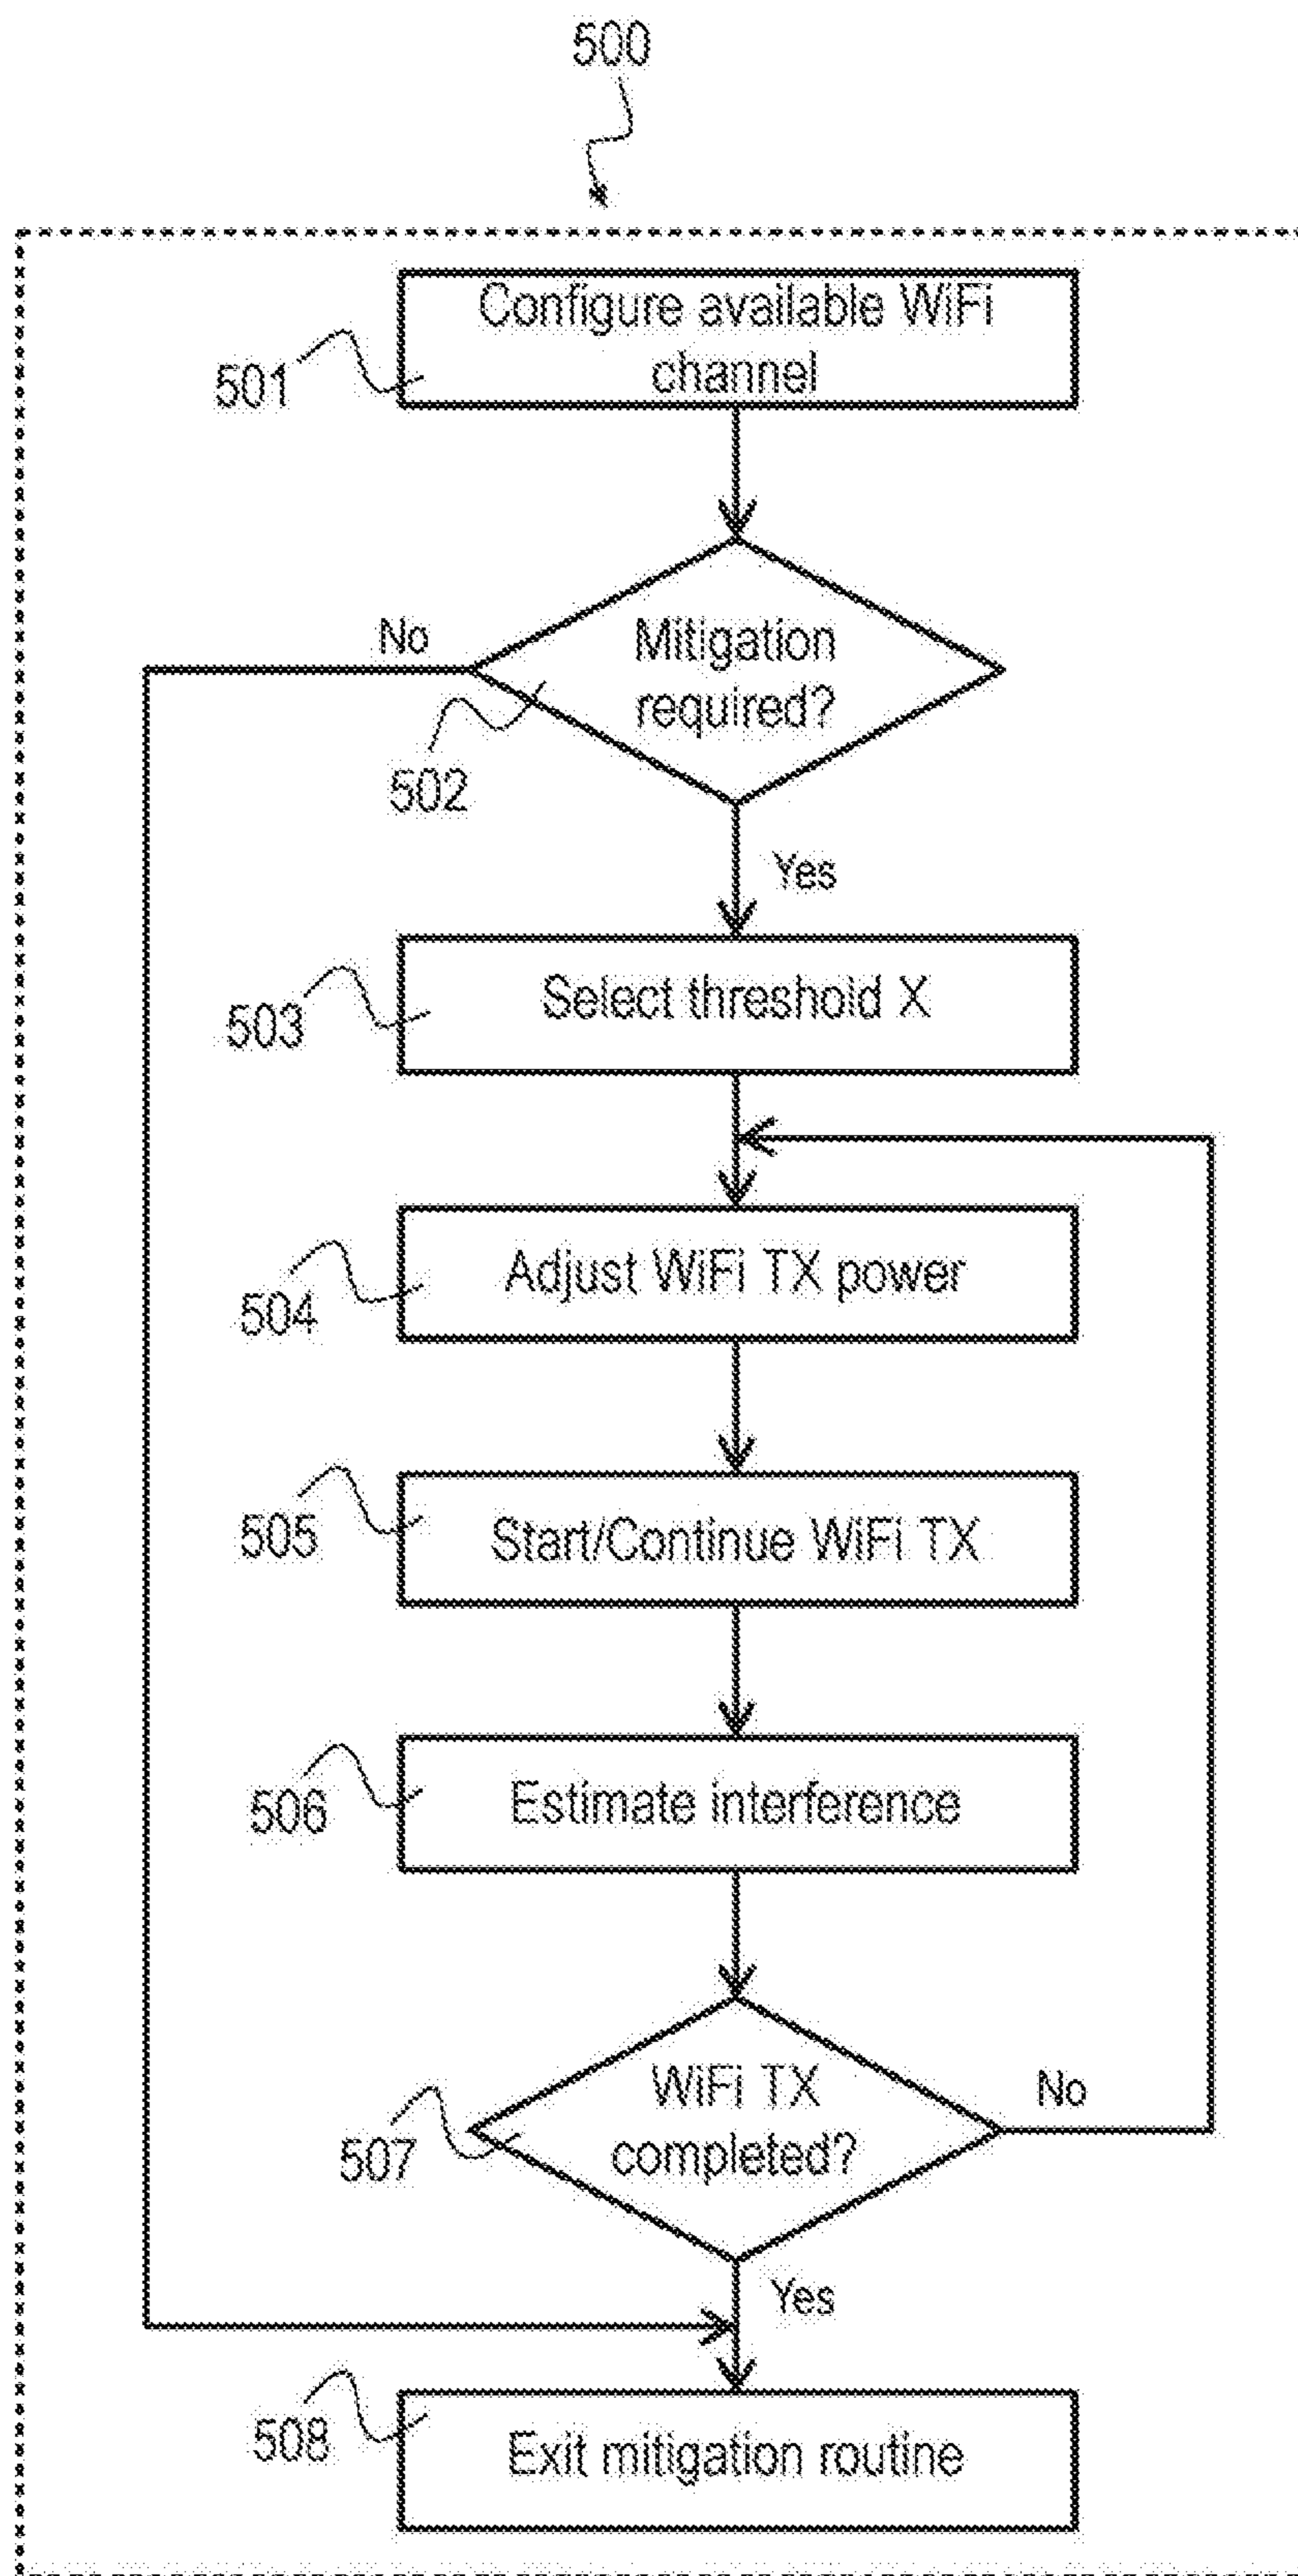 500
Configure available WiFi
channel
501
No
Mitigation
required?
502
Yes
Select threshold X
503
Adjust WiFi TX power
504
Start/Continue WiFi TX
505
Estimate interference
506
WiFi TX
completed?
No
507
Yes
Exit mitigation routine
508